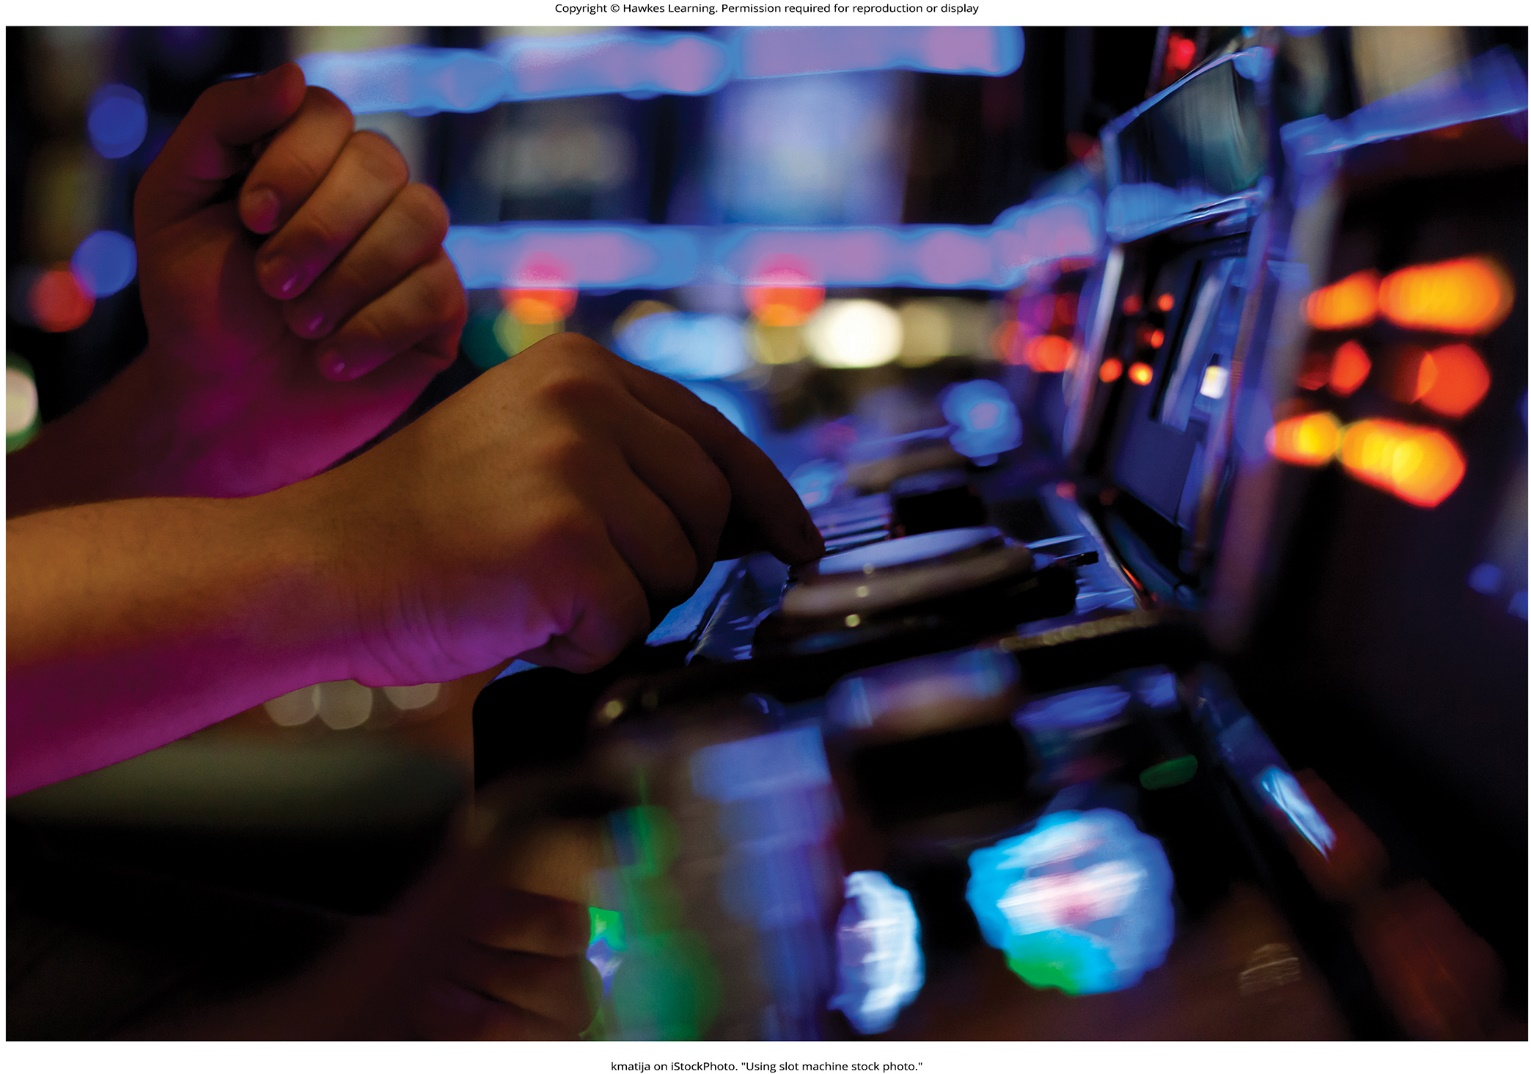 Copyright © Hawkes Learning. Permission required for reproduction or display
kmatija on iStockPhoto. "Using slot machine stock photo."